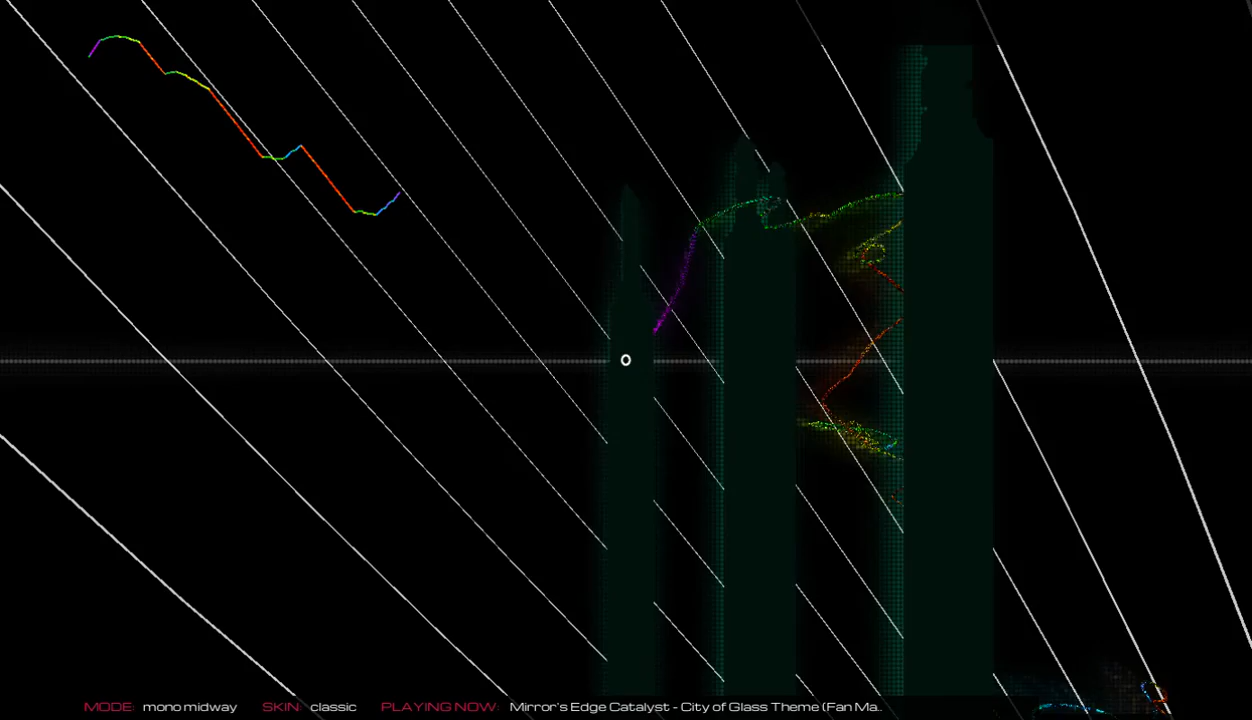 MODE: mono midway SKIN: classic PLAYING NOW: Mirror's Edge Catalyst - City of Glass Theme (Fan Ma..